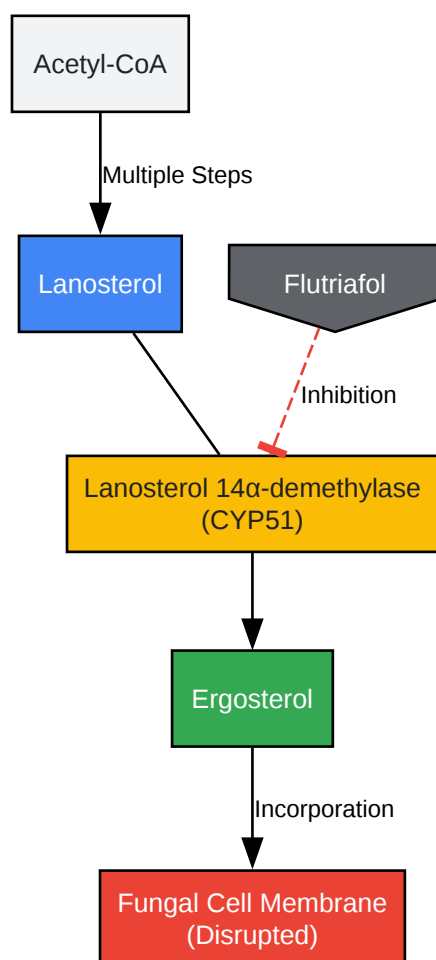 Acetyl-CoA
Multiple Steps
Lanosterol
Flutriafol
Inhibition
Lanosterol 14α-demethylase
(CYP51)
Ergosterol
Incorporation
Fungal Cell Membrane
(Disrupted)